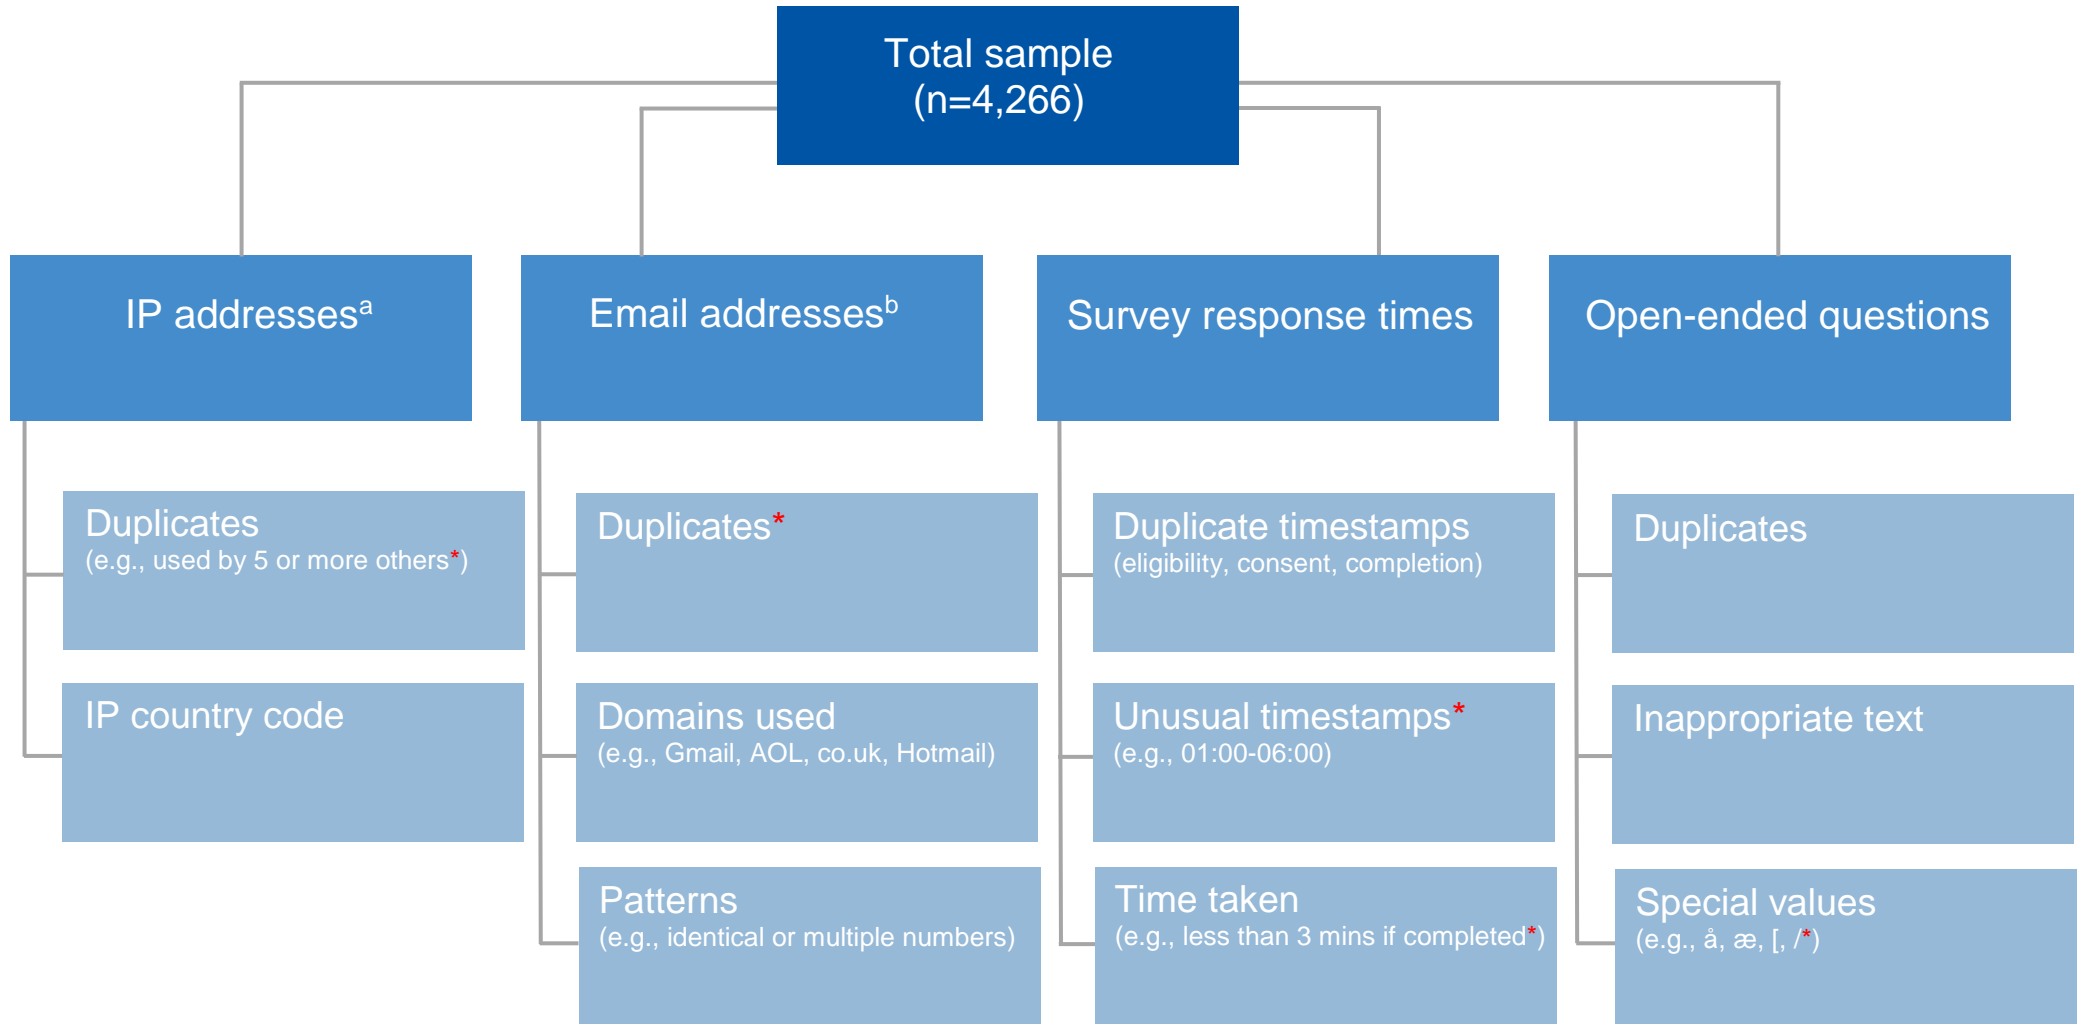 Total sample
(n=4,266)
IP addressesᵃ
Email addressesᵇ
Survey response times
Open-ended questions
Duplicates
(e.g., used by 5 or more others*)
IP country code
Duplicates*
Domains used
(e.g., Gmail, AOL, co.uk, Hotmail)
Patterns
(e.g., identical or multiple numbers)
Duplicate timestamps
(eligibility, consent, completion)
Unusual timestamps*
(e.g., 01:00-06:00)
Time taken
(e.g., less than 3 mins if completed*)
Duplicates
Inappropriate text
Special values
(e.g., å, æ, [, /*)